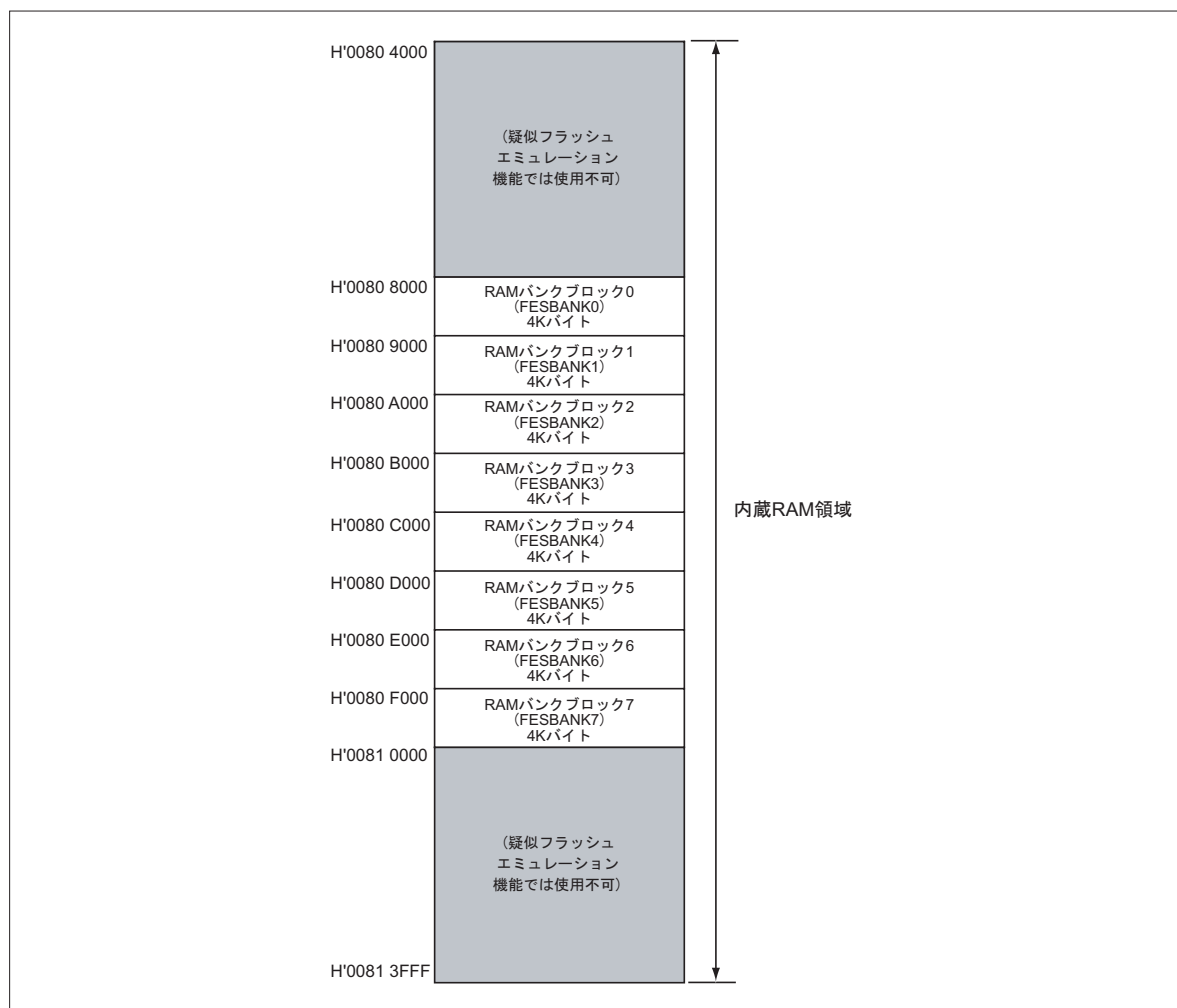 H'0080 4000
(疑似フラッシュ
エミュレーション
機能では使用不可)
H'0080 8000
RAMバンクブロック0
(FESBANK0)
4Kバイト
H'0080 9000
RAMバンクブロック1
(FESBANK1)
4Kバイト
H'0080 A000
RAMバンクブロック2
(FESBANK2)
4Kバイト
H'0080 B000
RAMバンクブロック3
(FESBANK3)
4Kバイト
内蔵RAM領域
H'0080 C000
RAMバンクブロック4
(FESBANK4)
4Kバイト
H'0080 D000
RAMバンクブロック5
(FESBANK5)
4Kバイト
H'0080 E000
RAMバンクブロック6
(FESBANK6)
4Kバイト
H'0080 F000
RAMバンクブロック7
(FESBANK7)
4Kバイト
H'0081 0000
(疑似フラッシュ
エミュレーション
機能では使用不可)
H'0081 3FFF